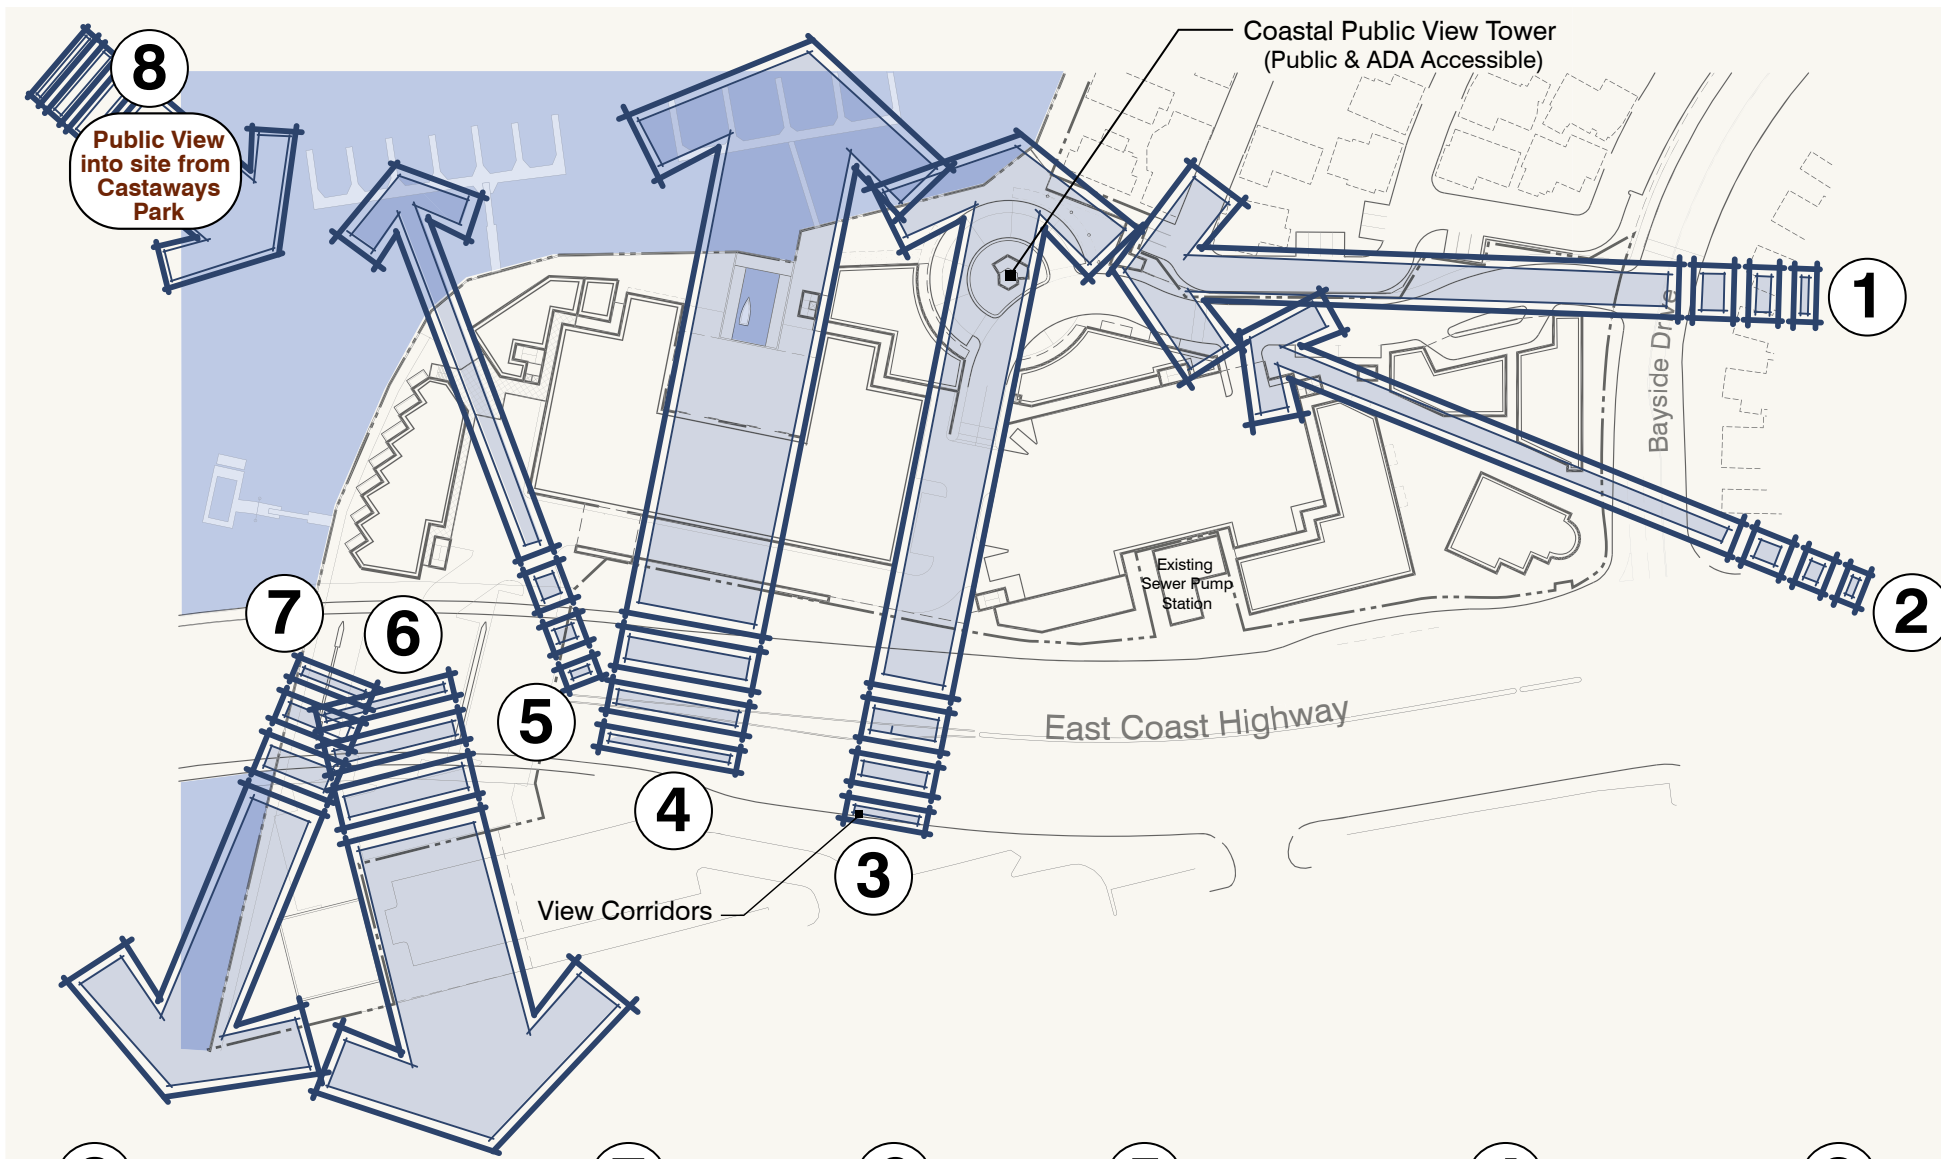 Coastal Public View Tower
(Public & ADA Accessible)
8
Public View
into site from
Castaways
Park
1
Bayside Drive
2
Existing
Sewer Pump
Station
7
6
5
4
3
East Coast Highway
View Corridors